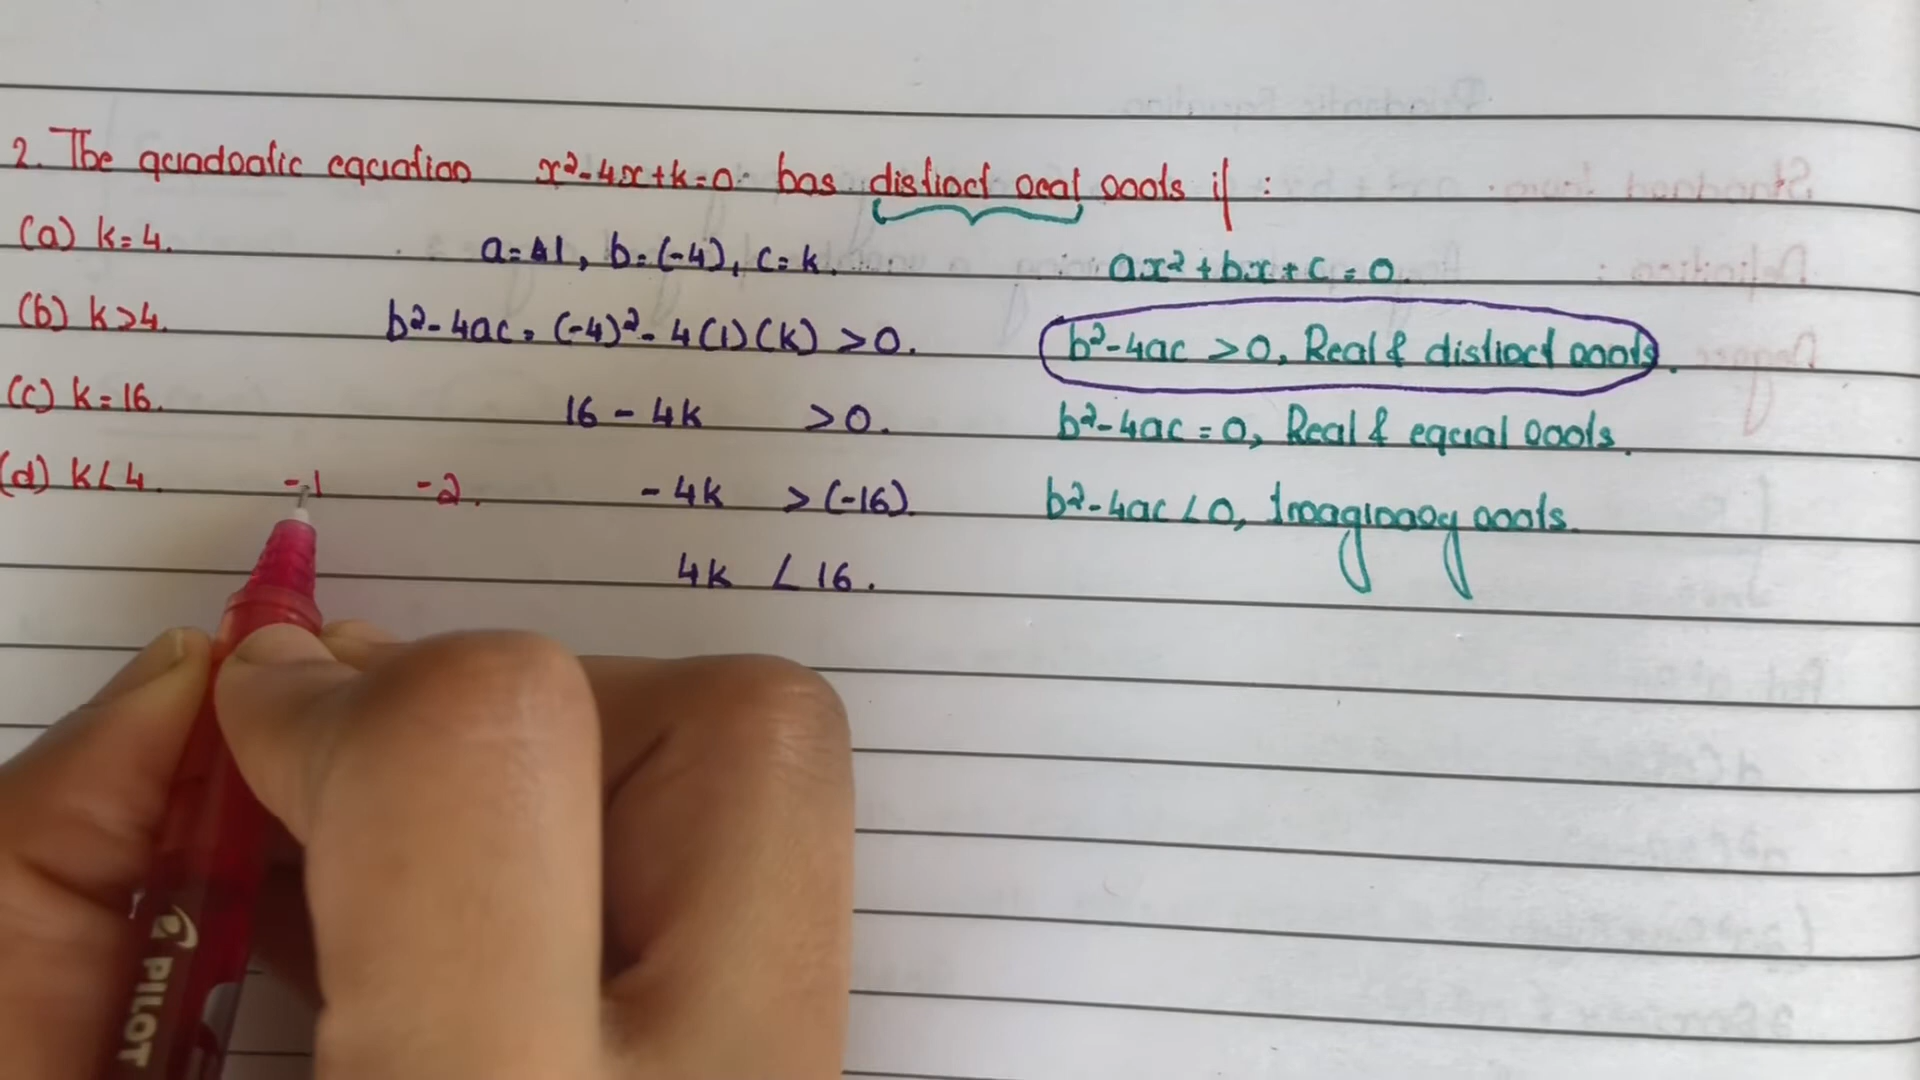 2. The quadratic equation x²-4x+k=0 has distinct real roots if :
(a) k=4.
a=1, b=(-4), c=k.
ax²+bx+c=0.
(b) k>4.
b²-4ac = (-4)²-4(1)(k) >0.
b²-4ac >0, Real & distinct roots.
(c) k=16.
16-4k >0.
b²-4ac =0, Real & equal roots.
(d) k<4.
-1 -2.
-4k >(-16).
b²-4ac <0, Imaginary roots.
4k <16.
PILOT